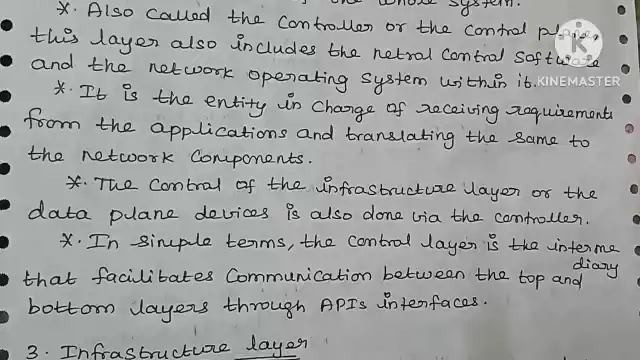 the whole system.
*. Also called the controller or the control plane,
this layer also includes the netral control software
and the network operating system within it.
*. It is the entity in charge of receiving requirements
from the applications and translating the same to
the network components.
*. The control of the infrastructure layer or the
data plane devices is also done via the controller.
*. In simple terms, the control layer is the interme
diary
that facilitates communication between the top and
bottom layers through APIs interfaces.
3. Infrastructure layer
KINEMASTER